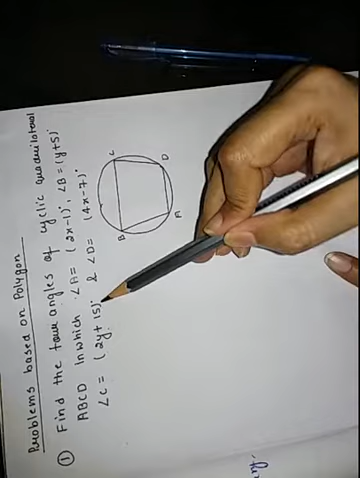 Problems based on Polygon
① Find the four angles of cyclic quadrilateral
ABCD In which ∠A = (2x-1)°, ∠B = (y+5)°
∠C = (2y+15)° & ∠D = (4x-7)°
B
C
A
D